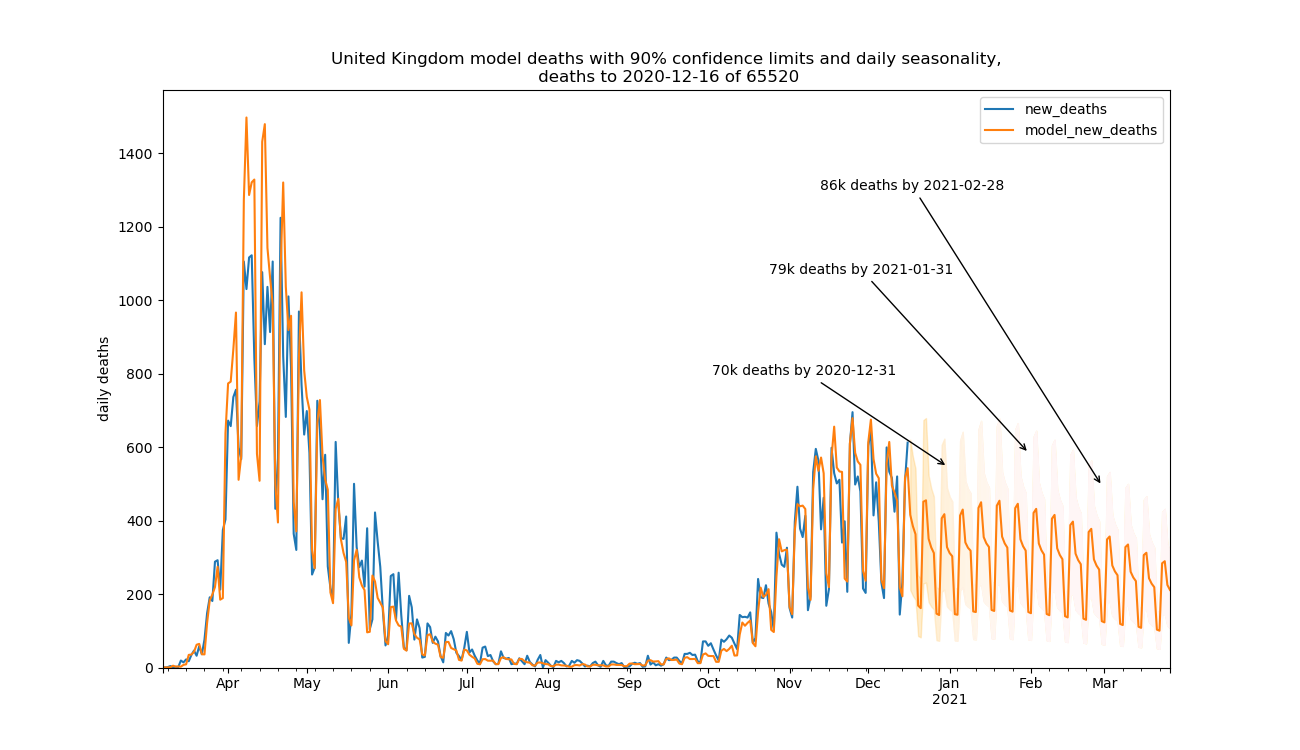 United Kingdom model deaths with 90% confidence limits and daily seasonality,
deaths to 2020-12-16 of 65520
new_deaths
model_new_deaths
daily deaths
1400
1200
1000
800
600
400
200
0
86k deaths by 2021-02-28
79k deaths by 2021-01-31
70k deaths by 2020-12-31
Apr May Jun Jul Aug Sep Oct Nov Dec Jan Feb Mar
2021